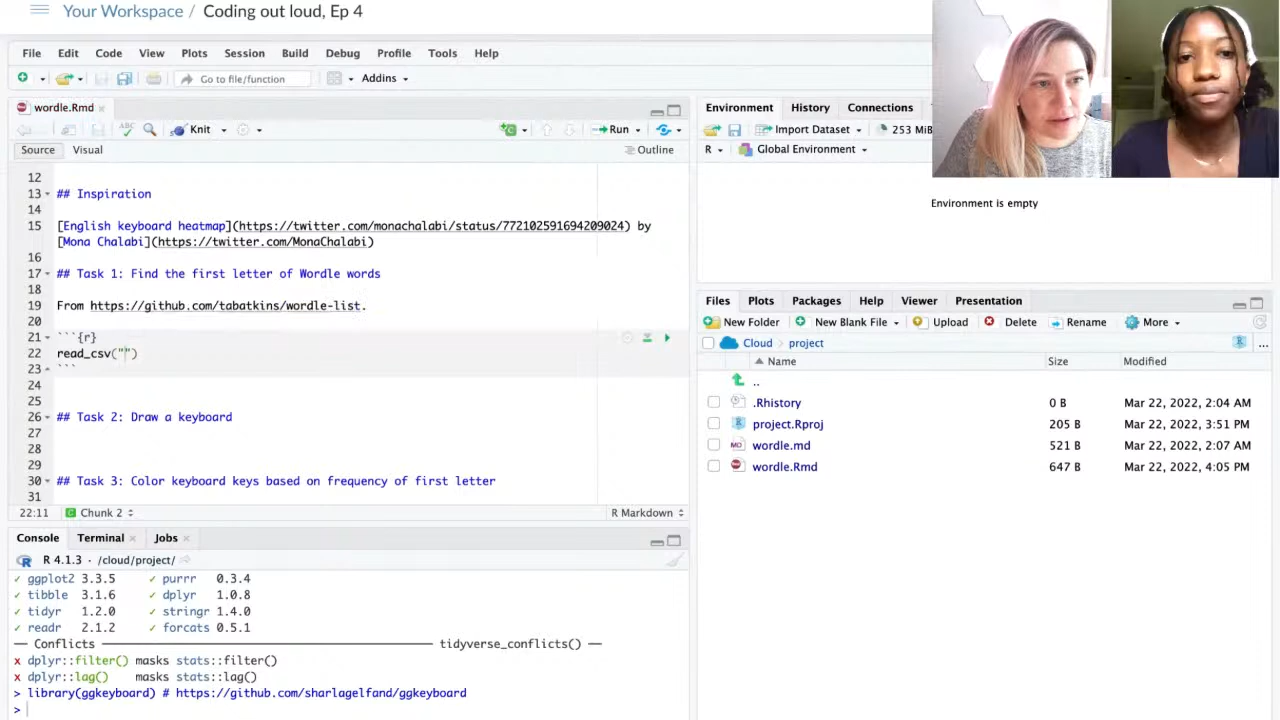 Your Workspace / Coding out loud, Ep 4
File Edit Code View Plots Session Build Debug Profile Tools Help
Go to file/function Addins
wordle.Rmd
ABC Knit Run
Source Visual Outline
12
13 ## Inspiration
14
15 [English keyboard heatmap](https://twitter.com/monachalabi/status/772102591694209024) by
[Mona Chalabi](https://twitter.com/MonaChalabi)
16
17 ## Task 1: Find the first letter of Wordle words
18
19 From https://github.com/tabatkins/wordle-list.
20
21 ```{r}
22 read_csv("")
23 ```
24
25
26 ## Task 2: Draw a keyboard
27
28
29
30 ## Task 3: Color keyboard keys based on frequency of first letter
31
22:11 Chunk 2 R Markdown
Console Terminal Jobs
R 4.1.3 · /cloud/project/
✓ ggplot2 3.3.5 ✓ purrr 0.3.4
✓ tibble 3.1.6 ✓ dplyr 1.0.8
✓ tidyr 1.2.0 ✓ stringr 1.4.0
✓ readr 2.1.2 ✓ forcats 0.5.1
── Conflicts ────────── tidyverse_conflicts() ──
x dplyr::filter() masks stats::filter()
x dplyr::lag() masks stats::lag()
> library(ggkeyboard) # https://github.com/sharlagelfand/ggkeyboard
>
Environment History Connections
Import Dataset 253 MiB
R Global Environment
Environment is empty
Files Plots Packages Help Viewer Presentation
New Folder New Blank File Upload Delete Rename More
Cloud project ...
Name Size Modified
..
.Rhistory 0 B Mar 22, 2022, 2:04 AM
project.Rproj 205 B Mar 22, 2022, 3:51 PM
wordle.md 521 B Mar 22, 2022, 2:07 AM
wordle.Rmd 647 B Mar 22, 2022, 4:05 PM